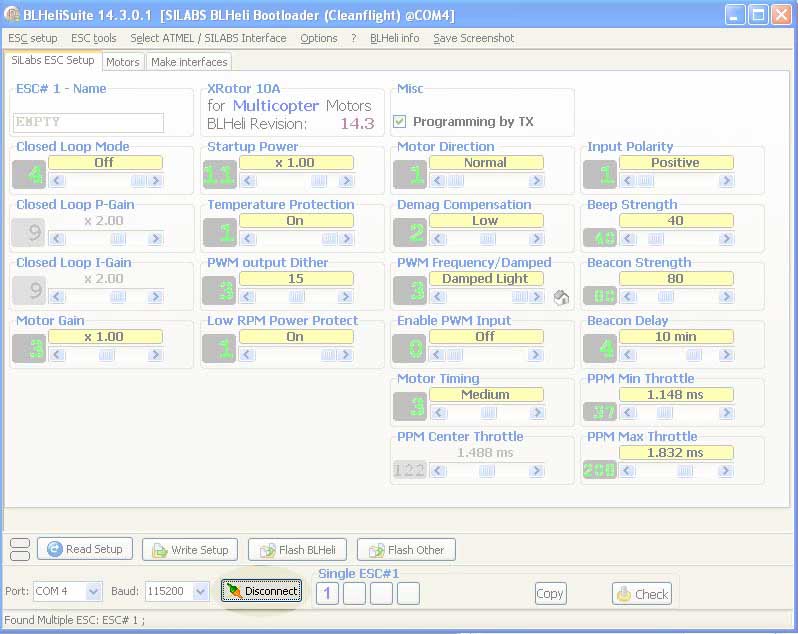 BLHeliSuite 14.3.0.1 [SILABS BLHeli Bootloader (Cleanflight) @COM4]
ESC setup ESC tools Select ATMEL / SILABS Interface Options ? BLHeli info Save Screenshot
SiLabs ESC Setup Motors Make interfaces
ESC# 1 - Name
EMPTY
XRotor 10A
for Multicopter Motors
BLHeli Revision: 14.3
Misc
Programming by TX
Closed Loop Mode
Off
4
Startup Power
x 1.00
11
Motor Direction
Normal
1
Input Polarity
Positive
1
Closed Loop P-Gain
x 2.00
9
Temperature Protection
On
1
Demag Compensation
Low
2
Beep Strength
40
40
Closed Loop I-Gain
x 2.00
9
PWM output Dither
15
3
PWM Frequency/Damped
Damped Light
3
Beacon Strength
80
80
Motor Gain
x 1.00
3
Low RPM Power Protect
On
1
Enable PWM Input
Off
0
Beacon Delay
10 min
4
Motor Timing
Medium
3
PPM Min Throttle
1.148 ms
37
PPM Center Throttle
1.488 ms
122
PPM Max Throttle
1.832 ms
208
Read Setup Write Setup Flash BLHeli Flash Other
Single ESC#1
Port: COM 4 Baud: 115200 Disconnect 1 Copy Check
Found Multiple ESC: ESC# 1 ;